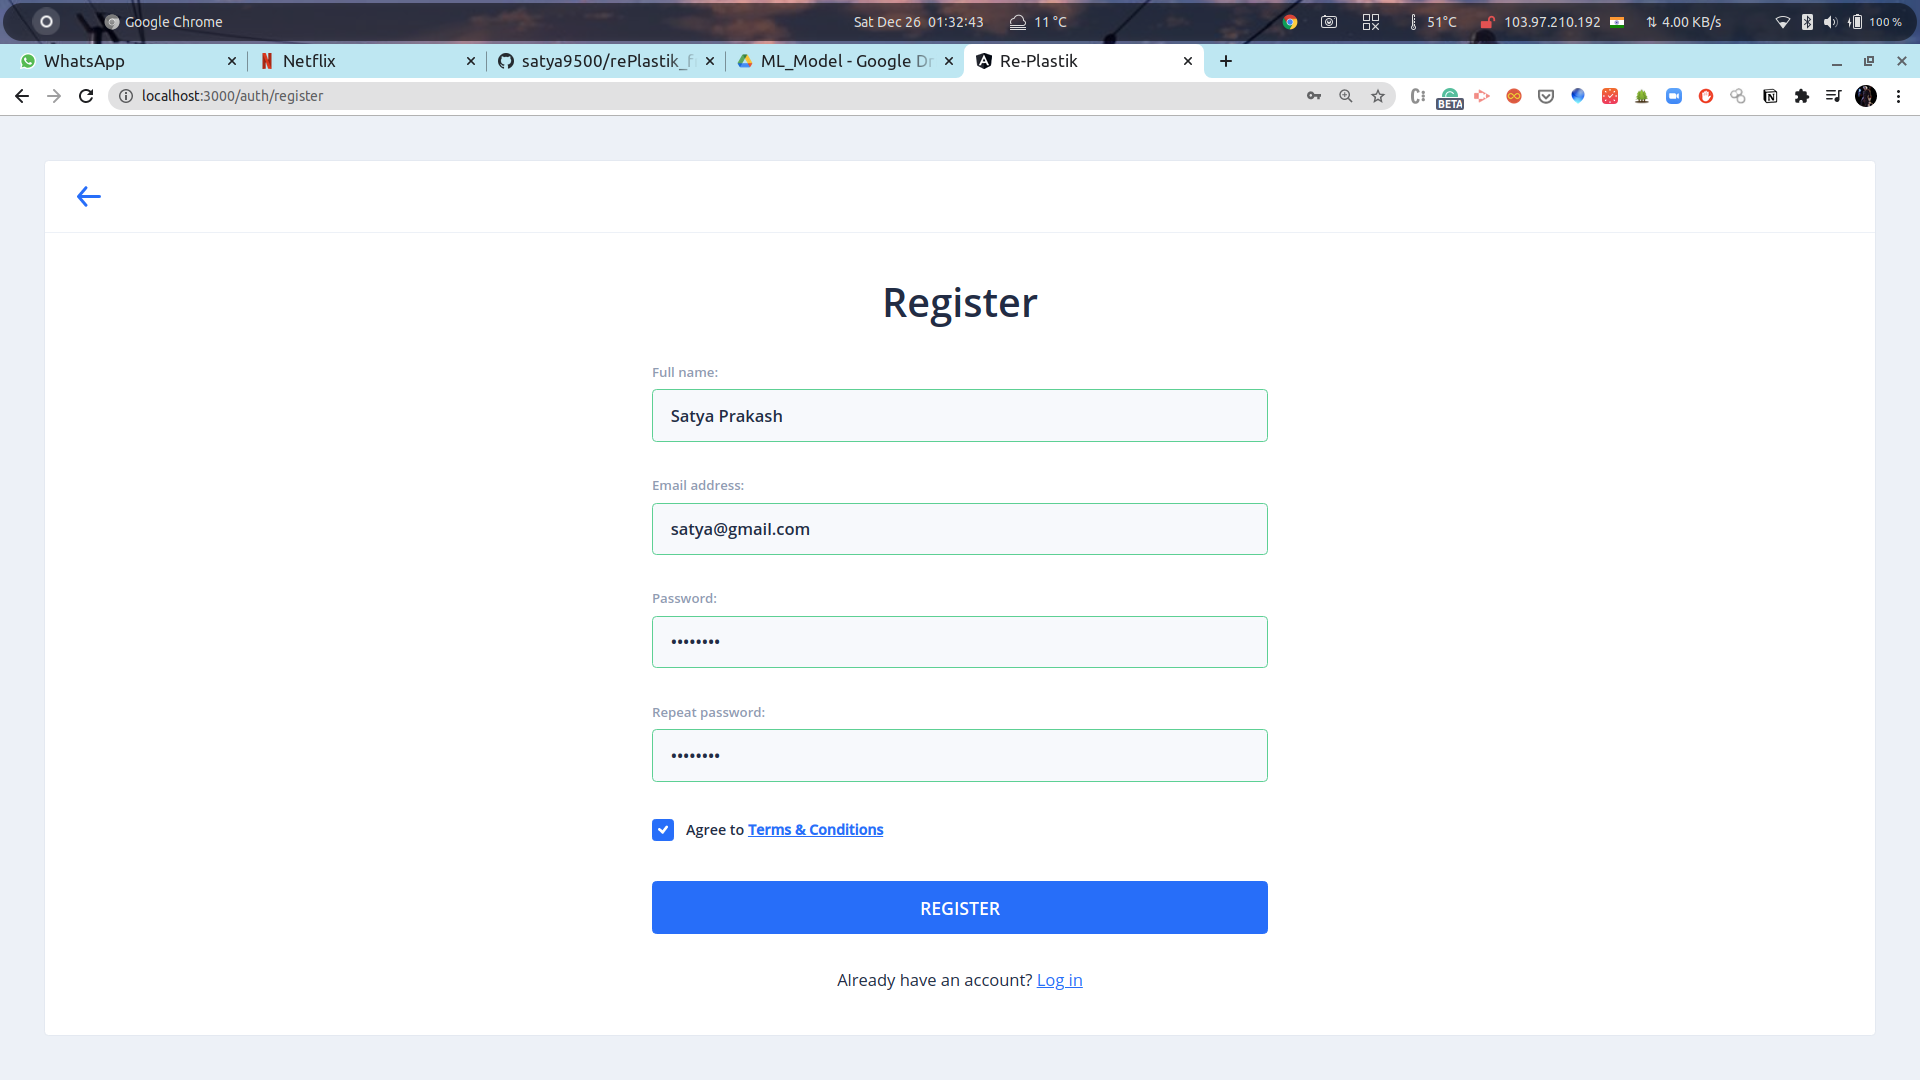 Google Chrome
Sat Dec 26 01:32:43
11 °C
51°C
103.97.210.192
4.00 KB/s
100 %
WhatsApp
Netflix
satya9500/rePlastik_f
ML_Model - Google Dr
Re-Plastik
localhost:3000/auth/register
BETA
Register
Full name:
Satya Prakash
Email address:
satya@gmail.com
Password:
••••••••
Repeat password:
••••••••
Agree to Terms & Conditions
REGISTER
Already have an account? Log in